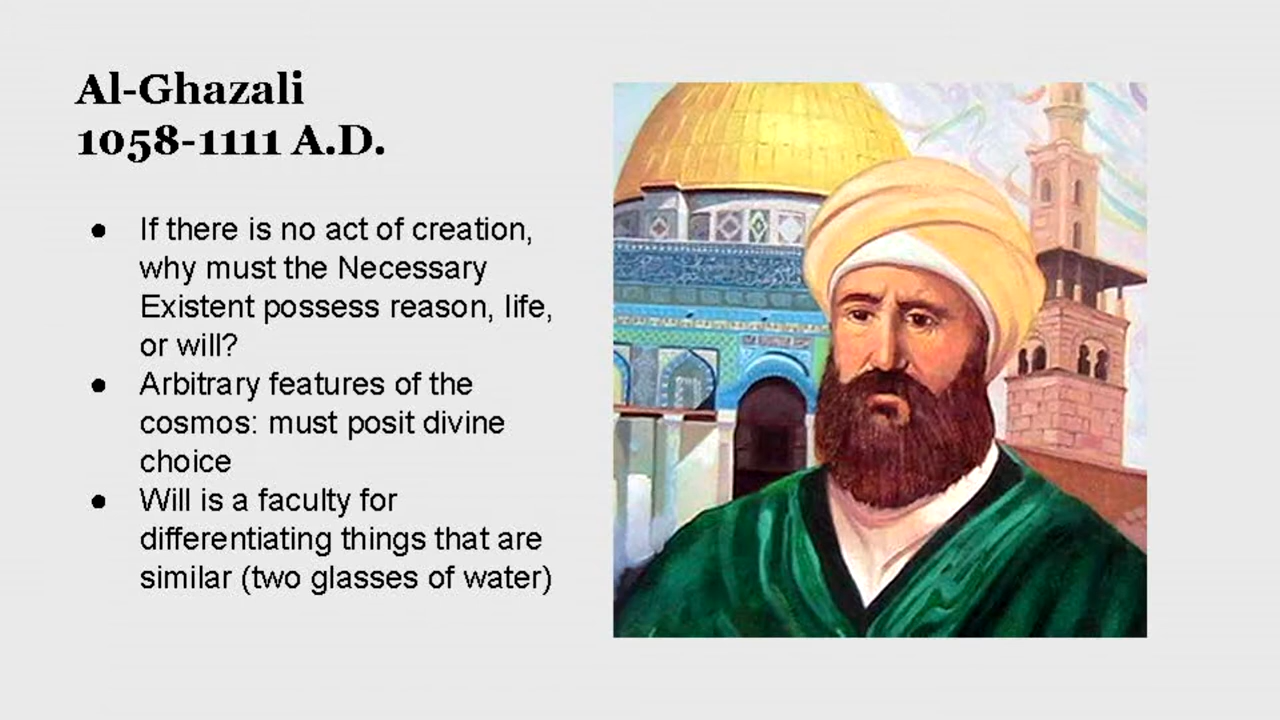 Al-Ghazali
1058-1111 A.D.
● If there is no act of creation,
why must the Necessary
Existent possess reason, life,
or will?
● Arbitrary features of the
cosmos: must posit divine
choice
● Will is a faculty for
differentiating things that are
similar (two glasses of water)